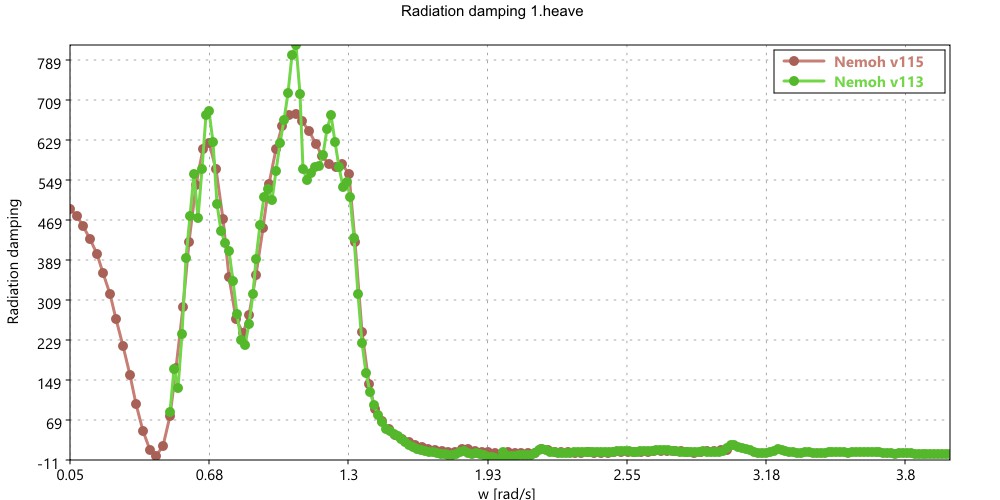 Radiation damping 1.heave
Nemoh v115
Nemoh v113
Radiation damping
789
709
629
549
469
389
309
229
149
69
-11
0.05 0.68 1.3 1.93 2.55 3.18 3.8
w [rad/s]